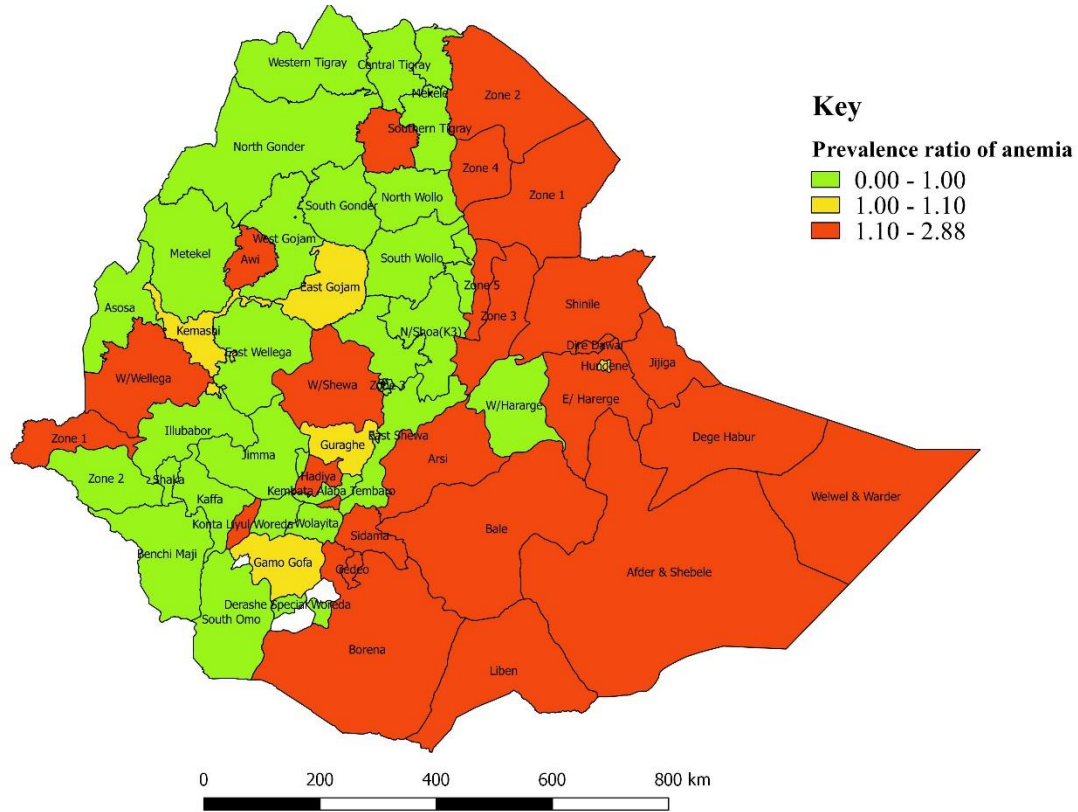 Western Tigray
Central Tigray
Mekele
Zone 2
Southern Tigray
North Gonder
Zone 4
Zone 1
South Gonder
North Wollo
West Gojam
Metekel
Awi
South Wollo
East Gojam
Zone 5
Asosa
Shinile
Zone 3
Kemashi
N/Shoa(K3)
Dire Dawa
East Wellega
Jijiga
Hundene
W/Wellega
W/Shewa
Zone 3
E/ Harerge
W/Hararge
Illubabor
Zone 1
East Shewa
Dege Habur
Guraghe
Arsi
Jimma
Zone 2
Shaka
Hadiya
Kembata Alaba Tembaro
Welwel & Warder
Kaffa
Konta Liyul Woreda
Wolayita
Bale
Sidama
Benchi Maji
Gamo Gofa
Gedeo
Afder & Shebele
Derashe Special Woreda
South Omo
Borena
Liben
Key
Prevalence ratio of anemia
0.00 - 1.00
1.00 - 1.10
1.10 - 2.88
0 200 400 600 800 km